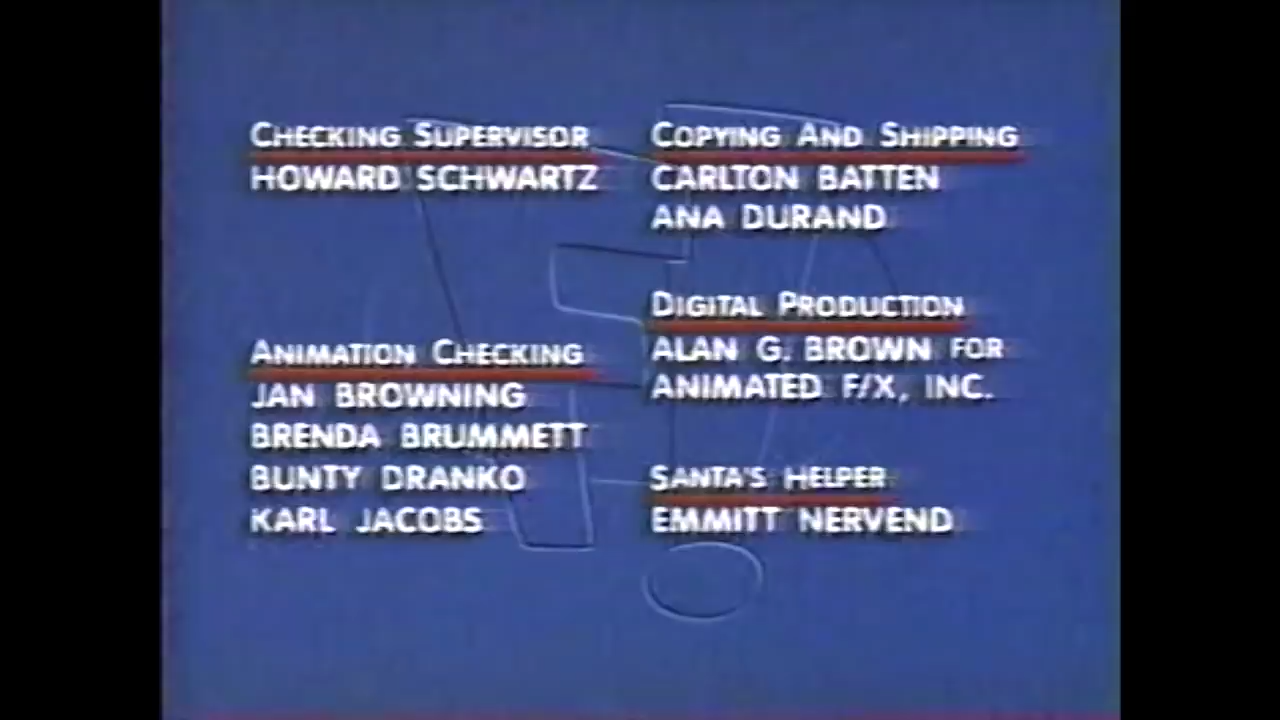 Checking Supervisor
HOWARD SCHWARTZ
Animation Checking
JAN BROWNING
BRENDA BRUMMETT
BUNTY DRANKO
KARL JACOBS
Copying And Shipping
CARLTON BATTEN
ANA DURAND
Digital Production
ALAN G. BROWN FOR
ANIMATED F/X, INC.
Santa's Helper
EMMITT NERVEND